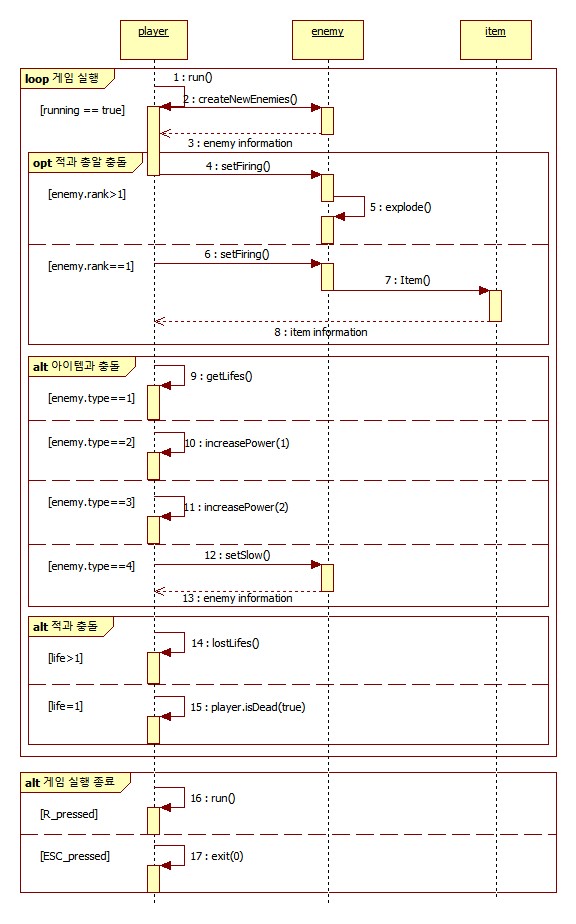 player enemy item
loop 게임 실행
1 : run()
[running == true]
2 : createNewEnemies()
3 : enemy information
opt 적과 총알 충돌
4 : setFiring()
[enemy.rank>1]
5 : explode()
6 : setFiring()
[enemy.rank==1]
7 : Item()
8 : item information
alt 아이템과 충돌
9 : getLifes()
[enemy.type==1]
[enemy.type==2]
10 : increasePower(1)
[enemy.type==3]
11 : increasePower(2)
12 : setSlow()
[enemy.type==4]
13 : enemy information
alt 적과 충돌
14 : lostLifes()
[life>1]
[life=1]
15 : player.isDead(true)
alt 게임 실행 종료
16 : run()
[R_pressed]
[ESC_pressed]
17 : exit(0)